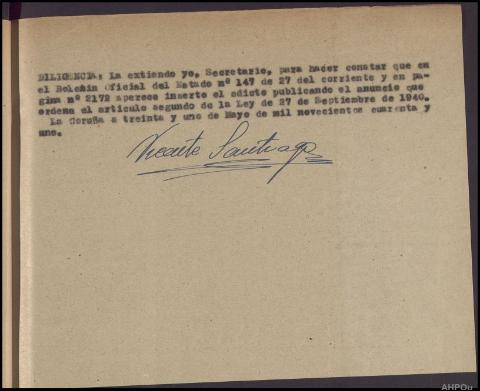 DILIGENCIA: La extiendo yo, Secretario, para hacer constar que en
el Boletín Oficial del Estado nº 147 de 27 del corriente y en pa-
gina nº 2172 aperece inserto el edicto publicando el anuncio que
ordena el articulo segundo de la Ley de 27 de Septiembre de 1940.
La Coruña a treinta y uno de Mayo de mil novecientos cuarenta y
uno.
Vicente Santiago
AHPOu